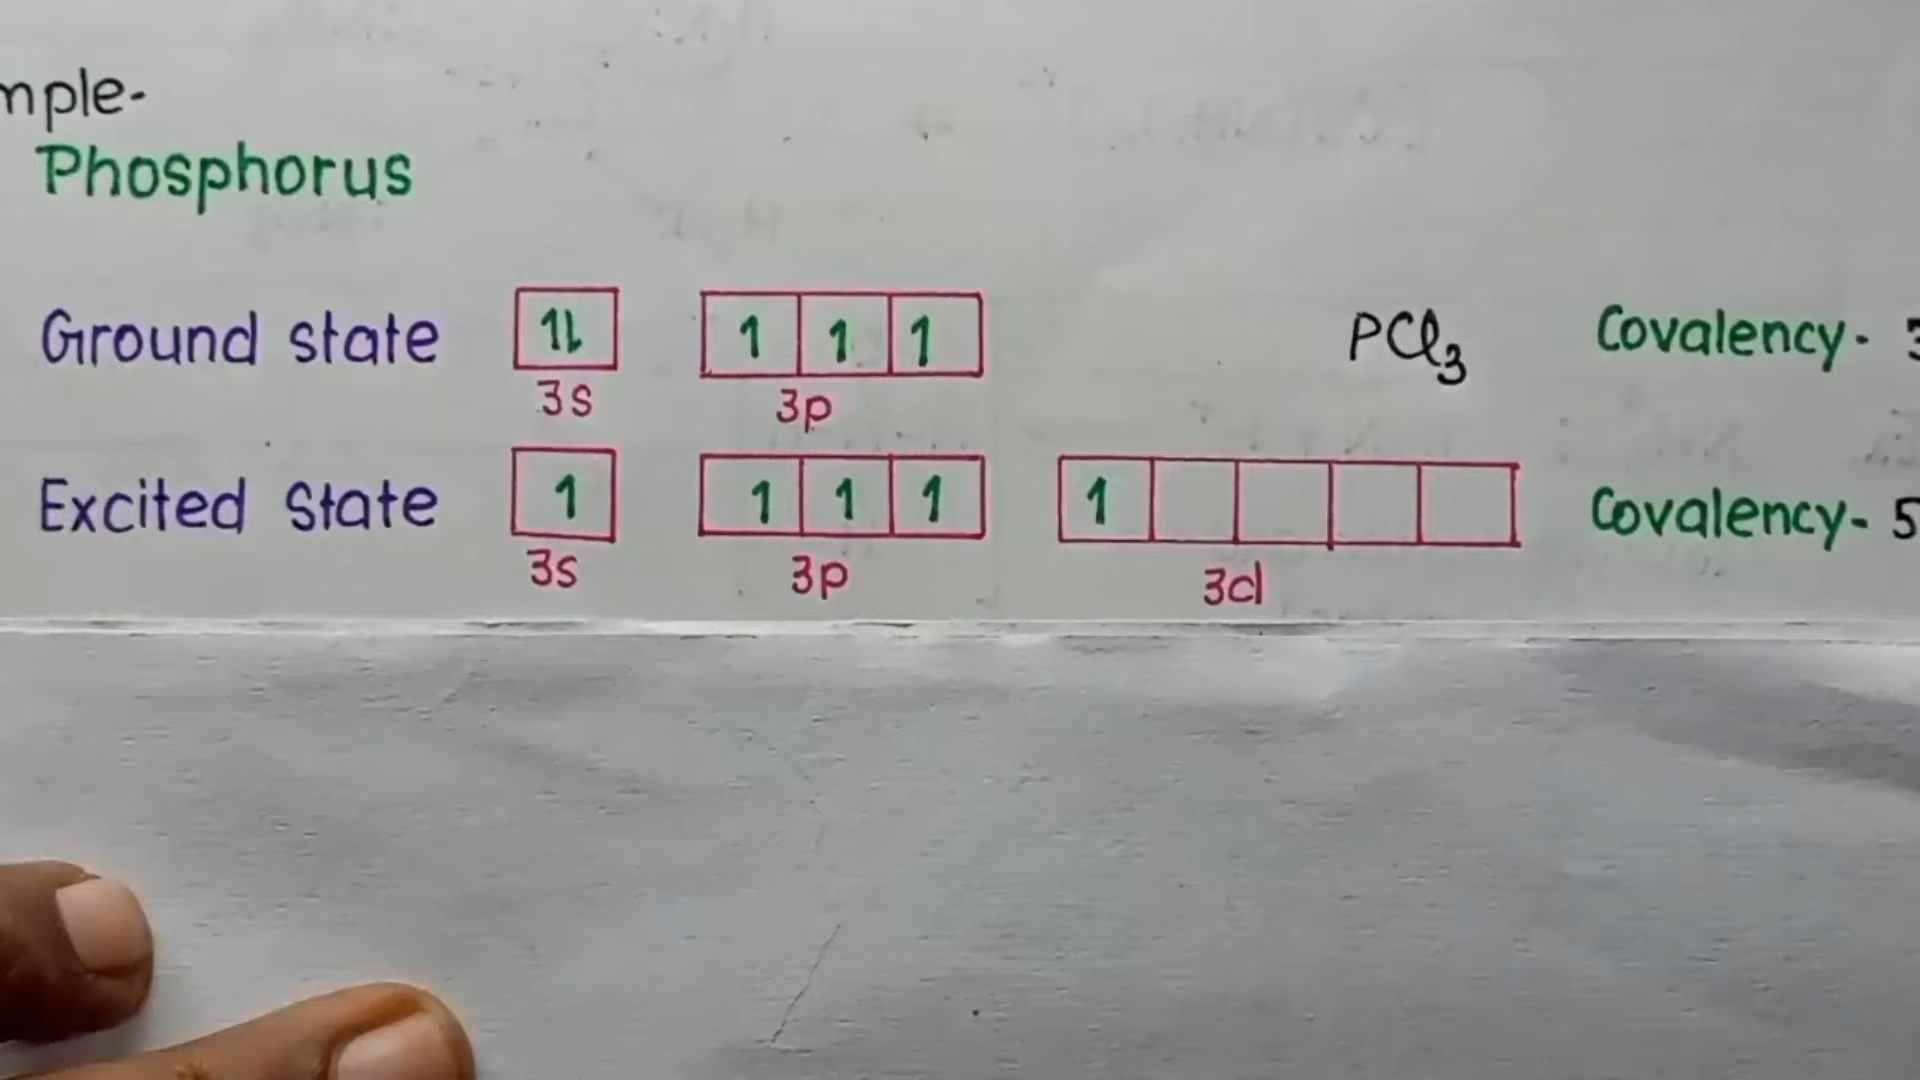 mple-
Phosphorus
Ground state 1l 1 1 1 PCl3 Covalency- 3
3s 3p
Excited State 1 1 1 1 1 Covalency- 5
3s 3p 3d